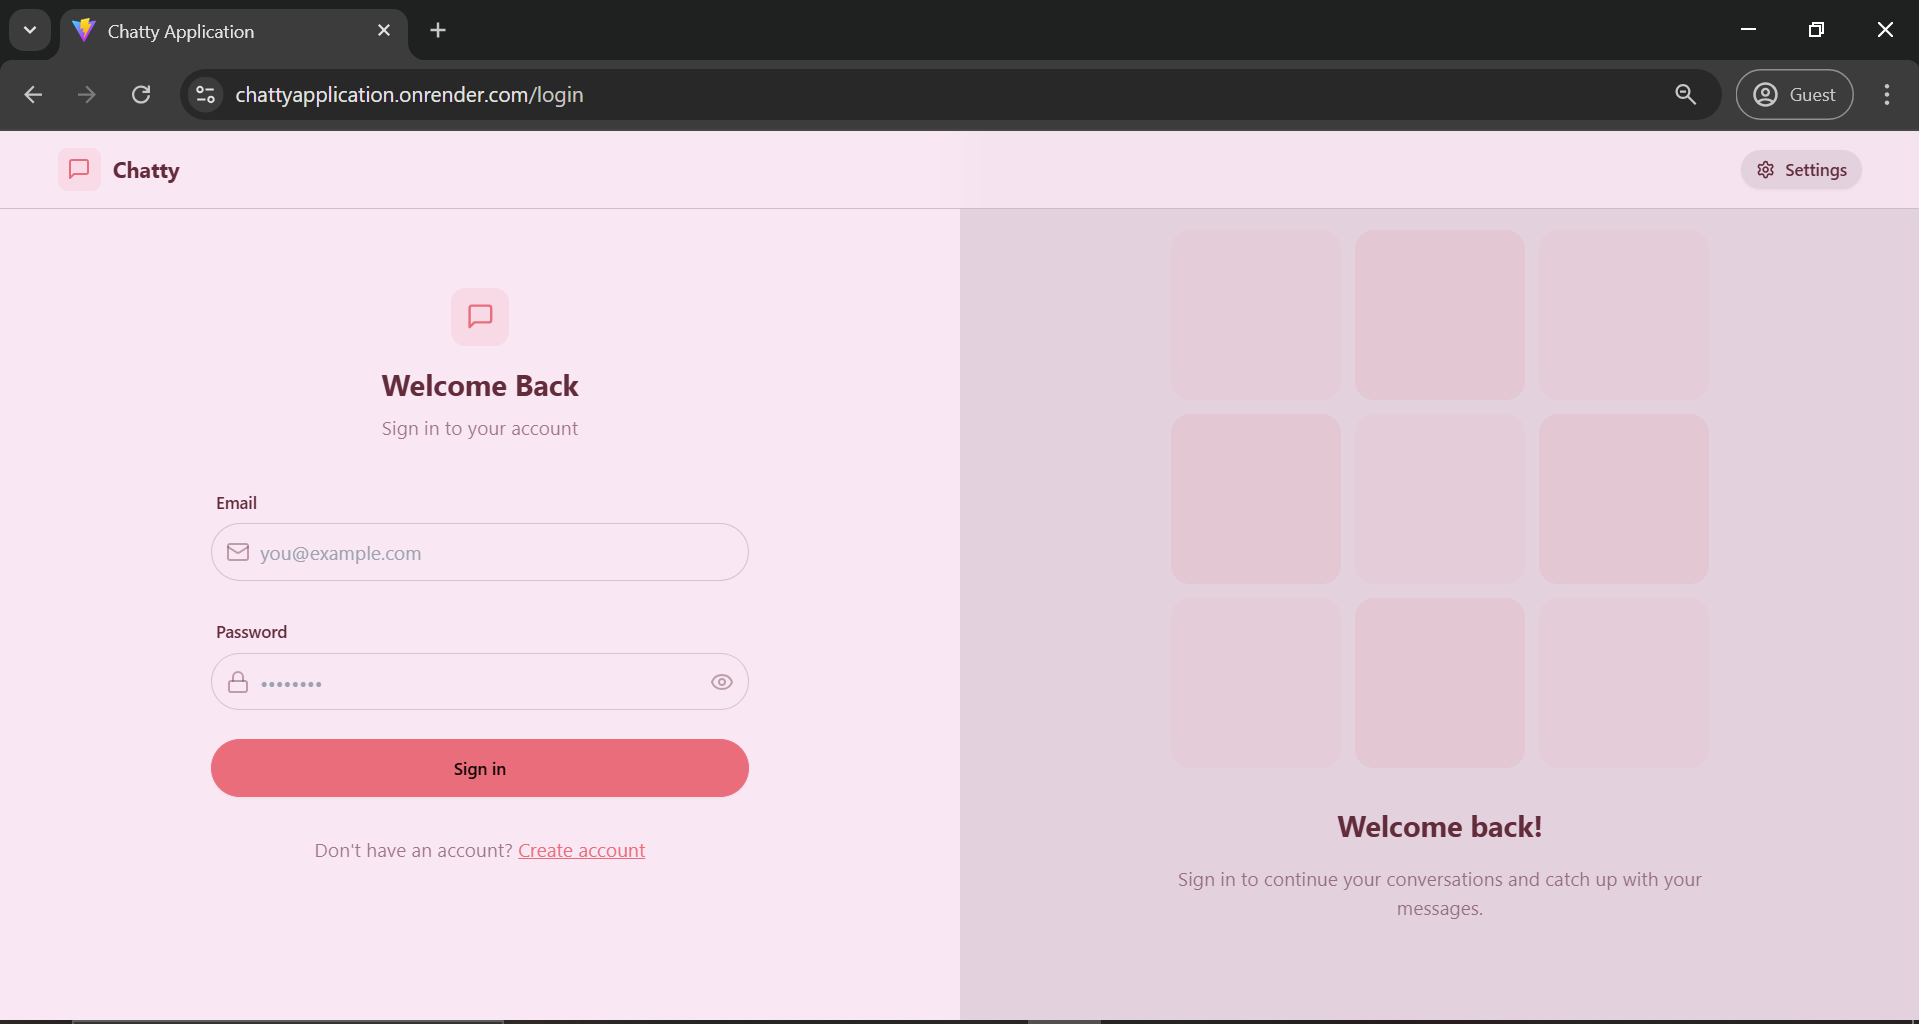 Chatty Application
chattyapplication.onrender.com/login
Guest
Chatty
Settings
Welcome Back
Sign in to your account
Email
you@example.com
Password
••••••••
Sign in
Don't have an account? Create account
Welcome back!
Sign in to continue your conversations and catch up with your
messages.